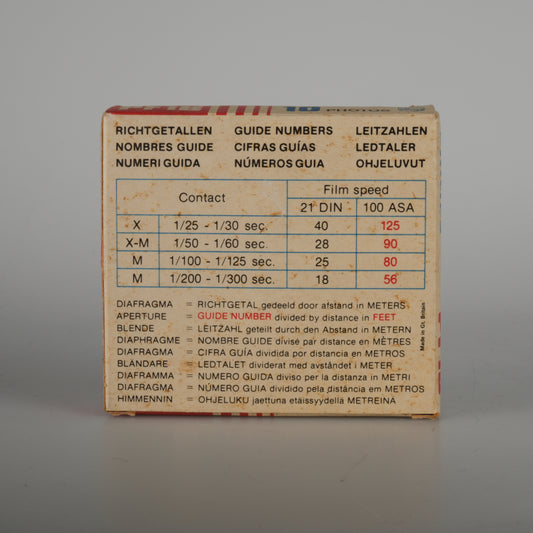 10 PHOTOS
RICHTGETALLEN GUIDE NUMBERS LEITZAHLEN
NOMBRES GUIDE CIFRAS GUÍAS LEDTALER
NUMERI GUIDA NÚMEROS GUIA OHJELUVUT
Contact Film speed
21 DIN 100 ASA
X 1/25 - 1/30 sec. 40 125
X-M 1/50 - 1/60 sec. 28 90
M 1/100 - 1/125 sec. 25 80
M 1/200 - 1/300 sec. 18 56
DIAFRAGMA = RICHTGETAL gedeeld door afstand in METERS
APERTURE = GUIDE NUMBER divided by distance in FEET
BLENDE = LEITZAHL geteilt durch den Abstand in METERN
DIAPHRAGME = NOMBRE GUIDE divisé par distance en MÈTRES
DIAFRAGMA = CIFRA GUÍA dividida por distancia en METROS
BLÄNDARE = LEDTALET dividerat med avståndet i METER
DIAFRAMMA = NUMERO GUIDA diviso per la distanza in METRI
DIAFRAGMA = NÚMERO GUIA dividido pela distância em METROS
HIMMENNIN = OHJELUKU jaettuna etäisyydellä METREINÄ
Made in Gt. Britain